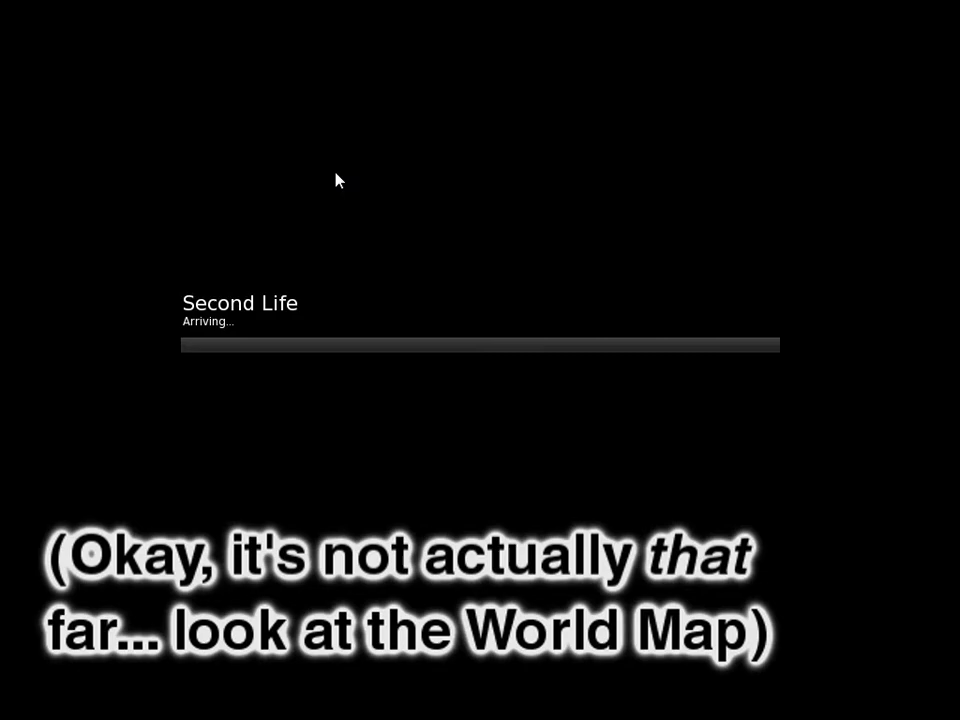 Second Life
Arriving...
(Okay, it's not actually that
far... look at the World Map)